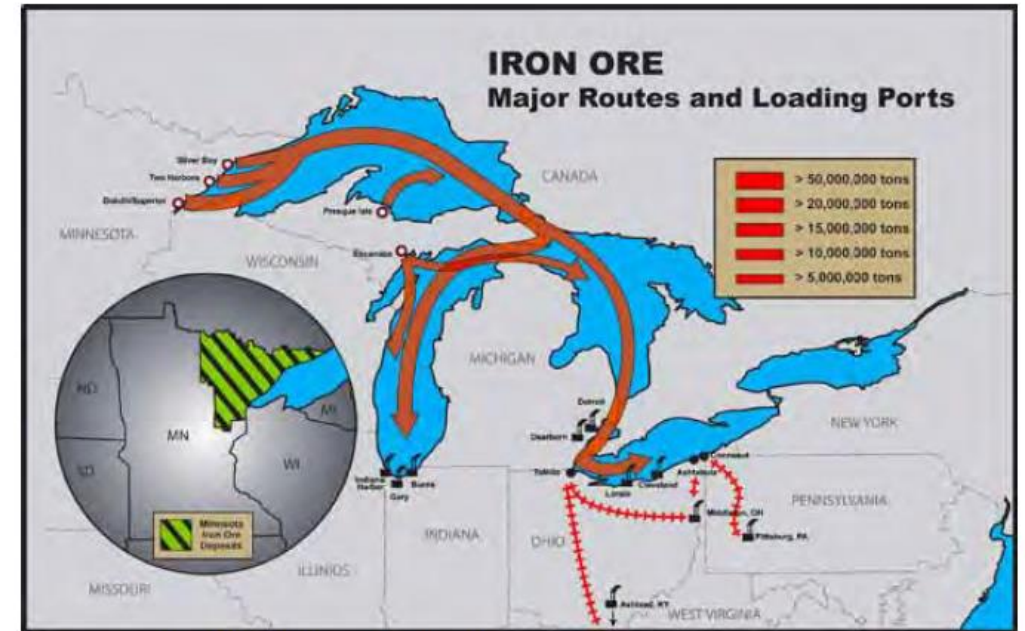 IRON ORE
Major Routes and Loading Ports
> 50,000,000 tons
> 20,000,000 tons
> 15,000,000 tons
> 10,000,000 tons
> 5,000,000 tons
Silver Bay
Two Harbors
Duluth/Superior
Presque Isle
CANADA
MINNESOTA
WISCONSIN
Escanaba
MICHIGAN
NEW YORK
Detroit
Dearborn
Toledo
Lorain
Cleveland
Ashtabula
Conneaut
Indiana
Harbor
Gary
Burns
PENNSYLVANIA
Middleton, OH
Pittsburg, PA
INDIANA
OHIO
ILLINIOS
MISSOURI
Ashland, KY
WEST VIRGINIA
ND
SD
MN
WI
MI
Minnesota
Iron Ore
Deposits